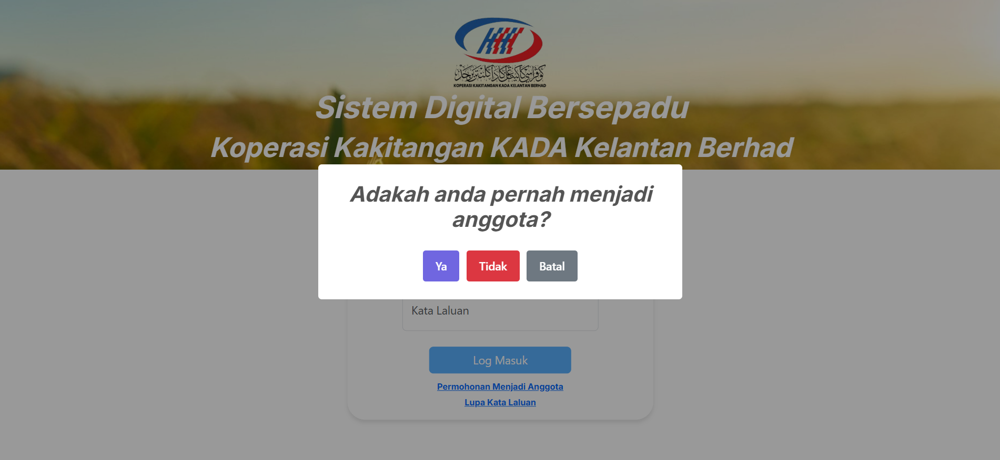 كوڤراسي كاكيتاڠن كادا كلنتن برحد
KOPERASI KAKITANGAN KADA KELANTAN BERHAD
Sistem Digital Bersepadu
Koperasi Kakitangan KADA Kelantan Berhad
Adakah anda pernah menjadi
anggota?
Ya Tidak Batal
Kata Laluan
Log Masuk
Permohonan Menjadi Anggota
Lupa Kata Laluan